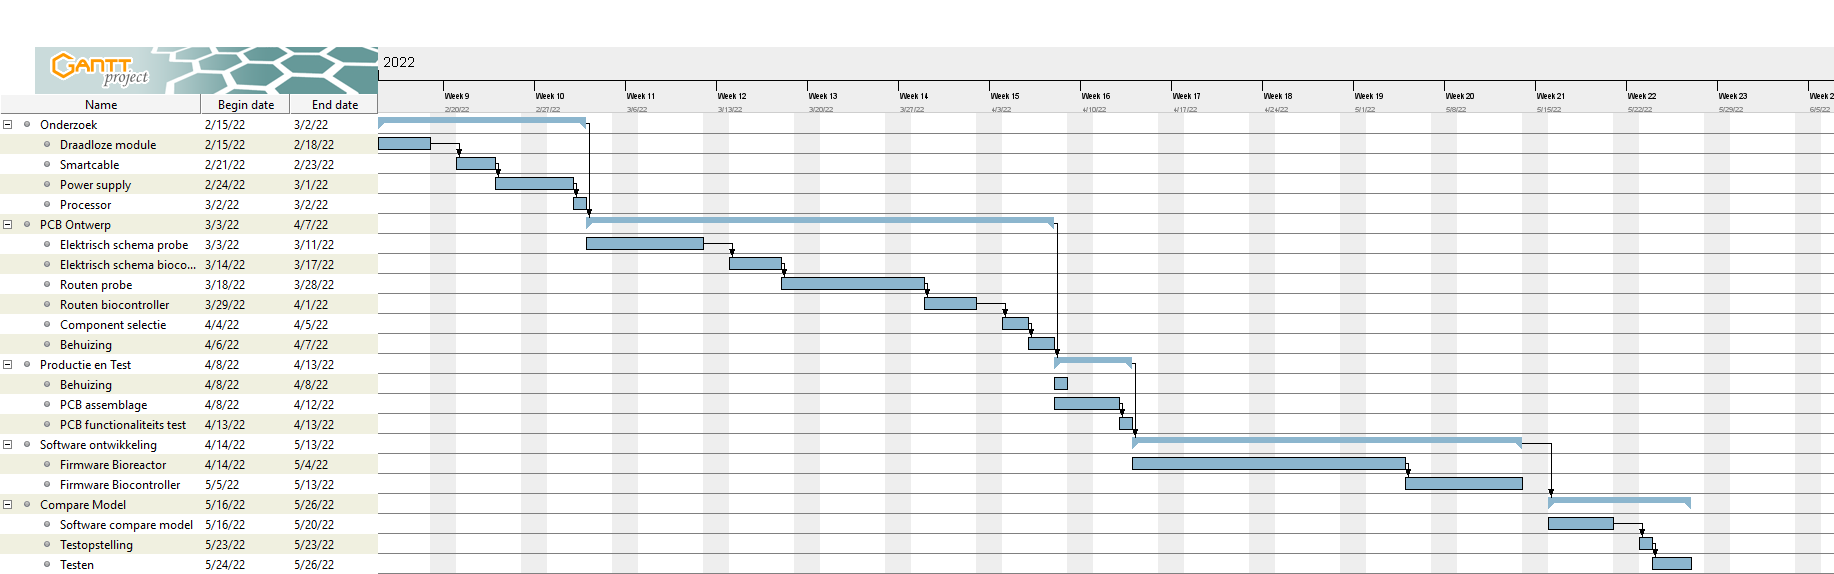 GANTT
project
2022
Week 9 Week 10 Week 11 Week 12 Week 13 Week 14 Week 15 Week 16 Week 17 Week 18 Week 19 Week 20 Week 21 Week 22 Week 23 Week 2
Name Begin date End date 2/20/22 2/27/22 3/6/22 3/13/22 3/20/22 3/27/22 4/3/22 4/10/22 4/17/22 4/24/22 5/1/22 5/8/22 5/15/22 5/22/22 5/29/22 6/5/22
Onderzoek 2/15/22 3/2/22
Draadloze module 2/15/22 2/18/22
Smartcable 2/21/22 2/23/22
Power supply 2/24/22 3/1/22
Processor 3/2/22 3/2/22
PCB Ontwerp 3/3/22 4/7/22
Elektrisch schema probe 3/3/22 3/11/22
Elektrisch schema bioco... 3/14/22 3/17/22
Routen probe 3/18/22 3/28/22
Routen biocontroller 3/29/22 4/1/22
Component selectie 4/4/22 4/5/22
Behuizing 4/6/22 4/7/22
Productie en Test 4/8/22 4/13/22
Behuizing 4/8/22 4/8/22
PCB assemblage 4/8/22 4/12/22
PCB functionaliteits test 4/13/22 4/13/22
Software ontwikkeling 4/14/22 5/13/22
Firmware Bioreactor 4/14/22 5/4/22
Firmware Biocontroller 5/5/22 5/13/22
Compare Model 5/16/22 5/26/22
Software compare model 5/16/22 5/20/22
Testopstelling 5/23/22 5/23/22
Testen 5/24/22 5/26/22